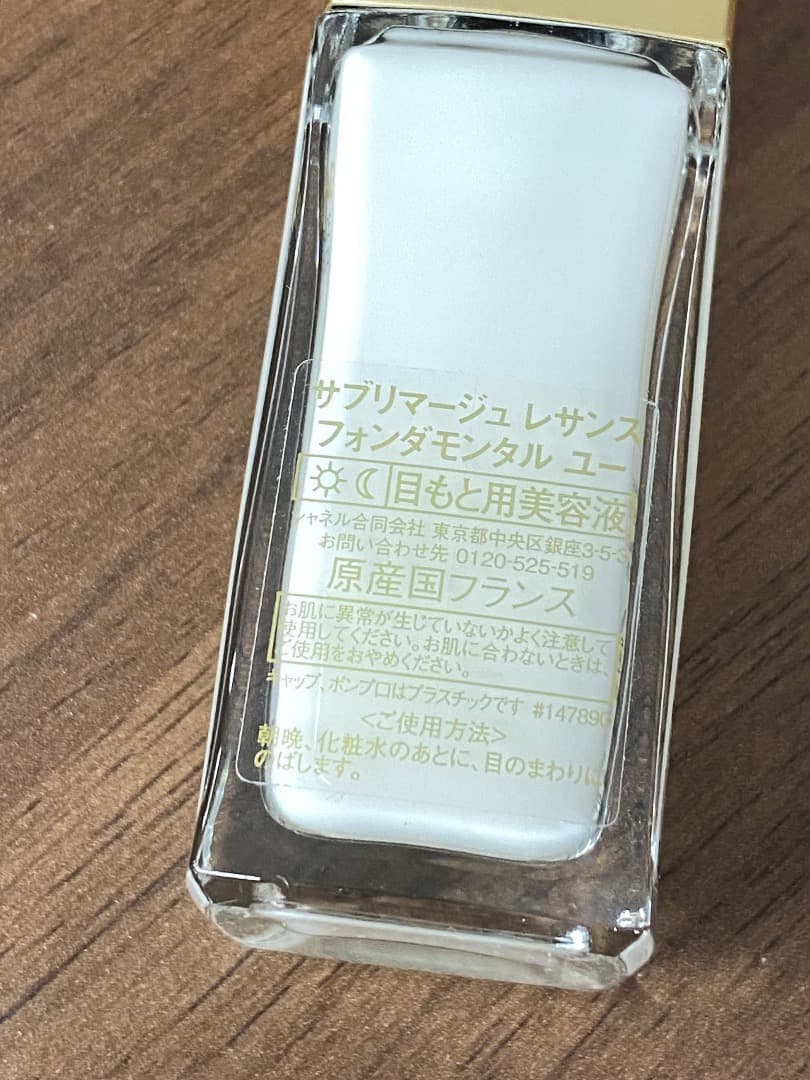 サブリマージュ レサンス
フォンダモンタル ユー
目もと用美容液
シャネル合同会社 東京都中央区銀座3-5-3
お問い合わせ先 0120-525-519
原産国フランス
お肌に異常が生じていないかよく注意して
使用してください。お肌に合わないときは、
ご使用をおやめください。
キャップ、ポンプはプラスチックです #147890
<ご使用方法>
朝晩、化粧水のあとに、目のまわりに
のばします。